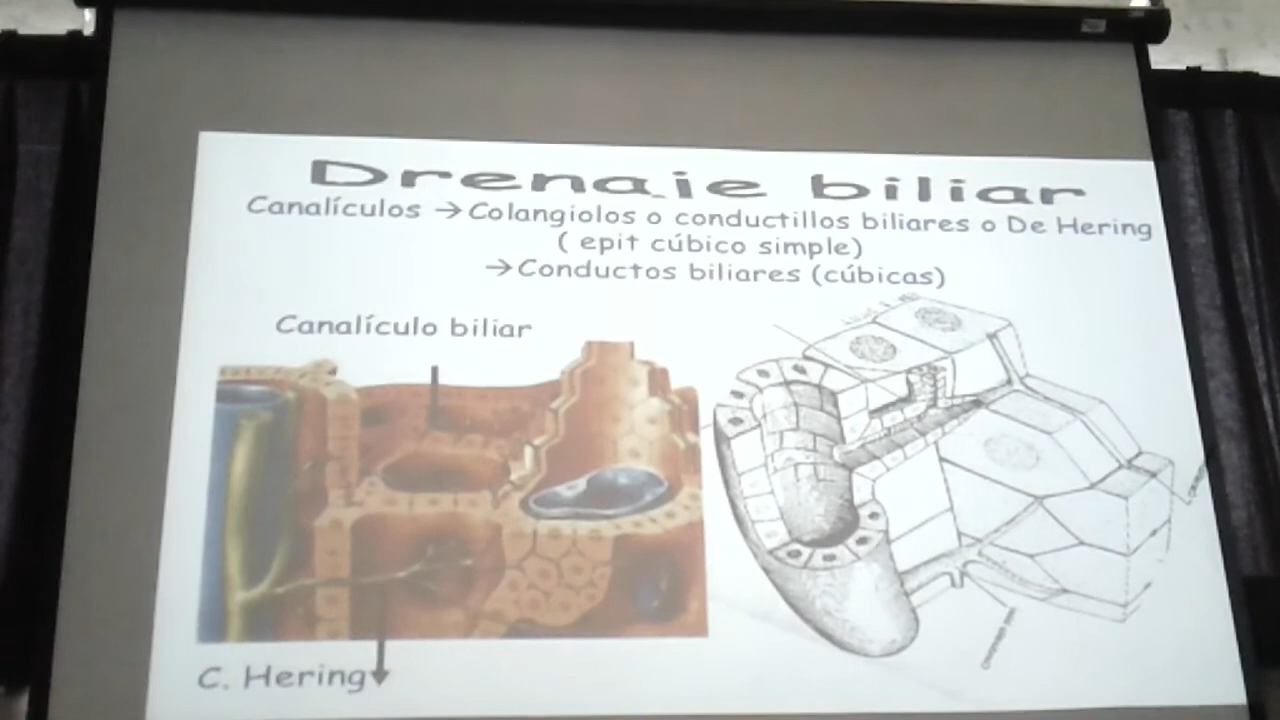 Drenaje biliar
Canalículos → Colangiolos o conductillos biliares o De Hering
( epit cúbico simple)
→ Conductos biliares (cúbicas)
Canalículo biliar
C. Hering